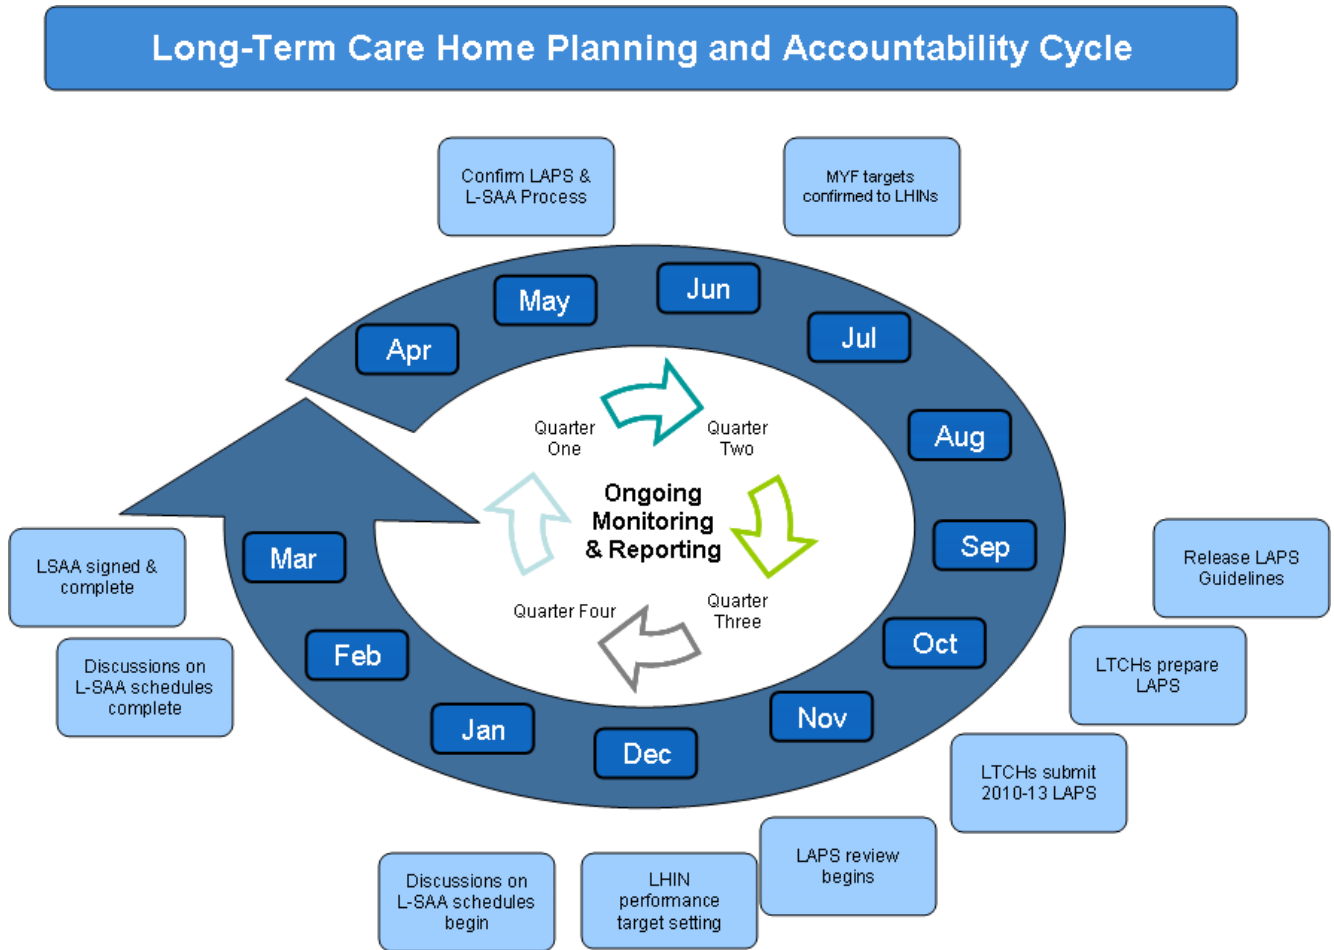 Long-Term Care Home Planning and Accountability Cycle
Confirm LAPS &
L-SAA Process
MYF targets
confirmed to LHINs
Apr
May
Jun
Jul
Aug
Sep
Oct
Nov
Dec
Jan
Feb
Mar
Quarter
One
Quarter
Two
Ongoing
Monitoring
& Reporting
Quarter
Three
Quarter Four
Release LAPS
Guidelines
LTCHs prepare
LAPS
LTCHs submit
2010-13 LAPS
LAPS review
begins
LHIN
performance
target setting
Discussions on
L-SAA schedules
begin
Discussions on
L-SAA schedules
complete
LSAA signed &
complete